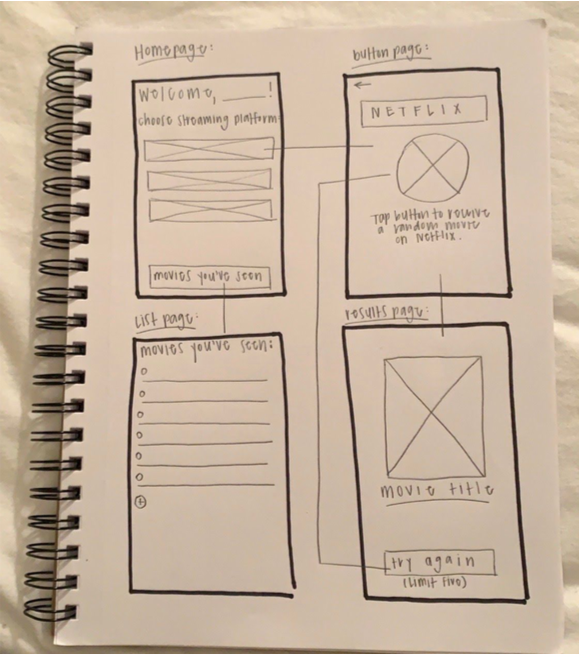 Homepage:
Welcome, ____!
choose streaming platform:
movies you've seen
button page:
←
NETFLIX
Tap button to receive
a random movie
on Netflix.
List page:
movies you've seen:
results page:
movie title
try again
(limit five)